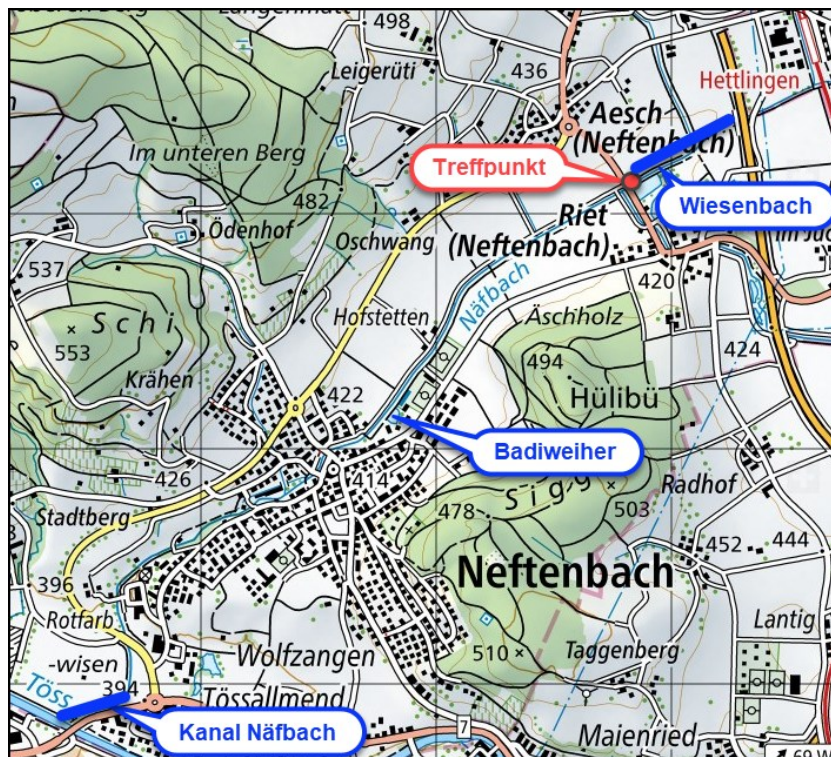 Langenmatt
498
Leigerüti
436
Hettlingen
Aesch
(Neftenbach)
Treffpunkt
Im unteren Berg
482
Wiesenbach
Riet
(Neftenbach)
Ödenhof
Oschwang
537
Näfbach
420
Schi
553
Hofstetten
Äschholz
494
424
Krähen
422
Hülibü
Badiweiher
426
414
Sigg
Radhof
Stadtberg
478
503
Neftenbach
452
444
396
Rotfarb
Lantig
Wolfzangen
510
Taggenberg
-wisen
394
Töss
Tössallmend
Kanal Näfbach
7
Maienried
69 W